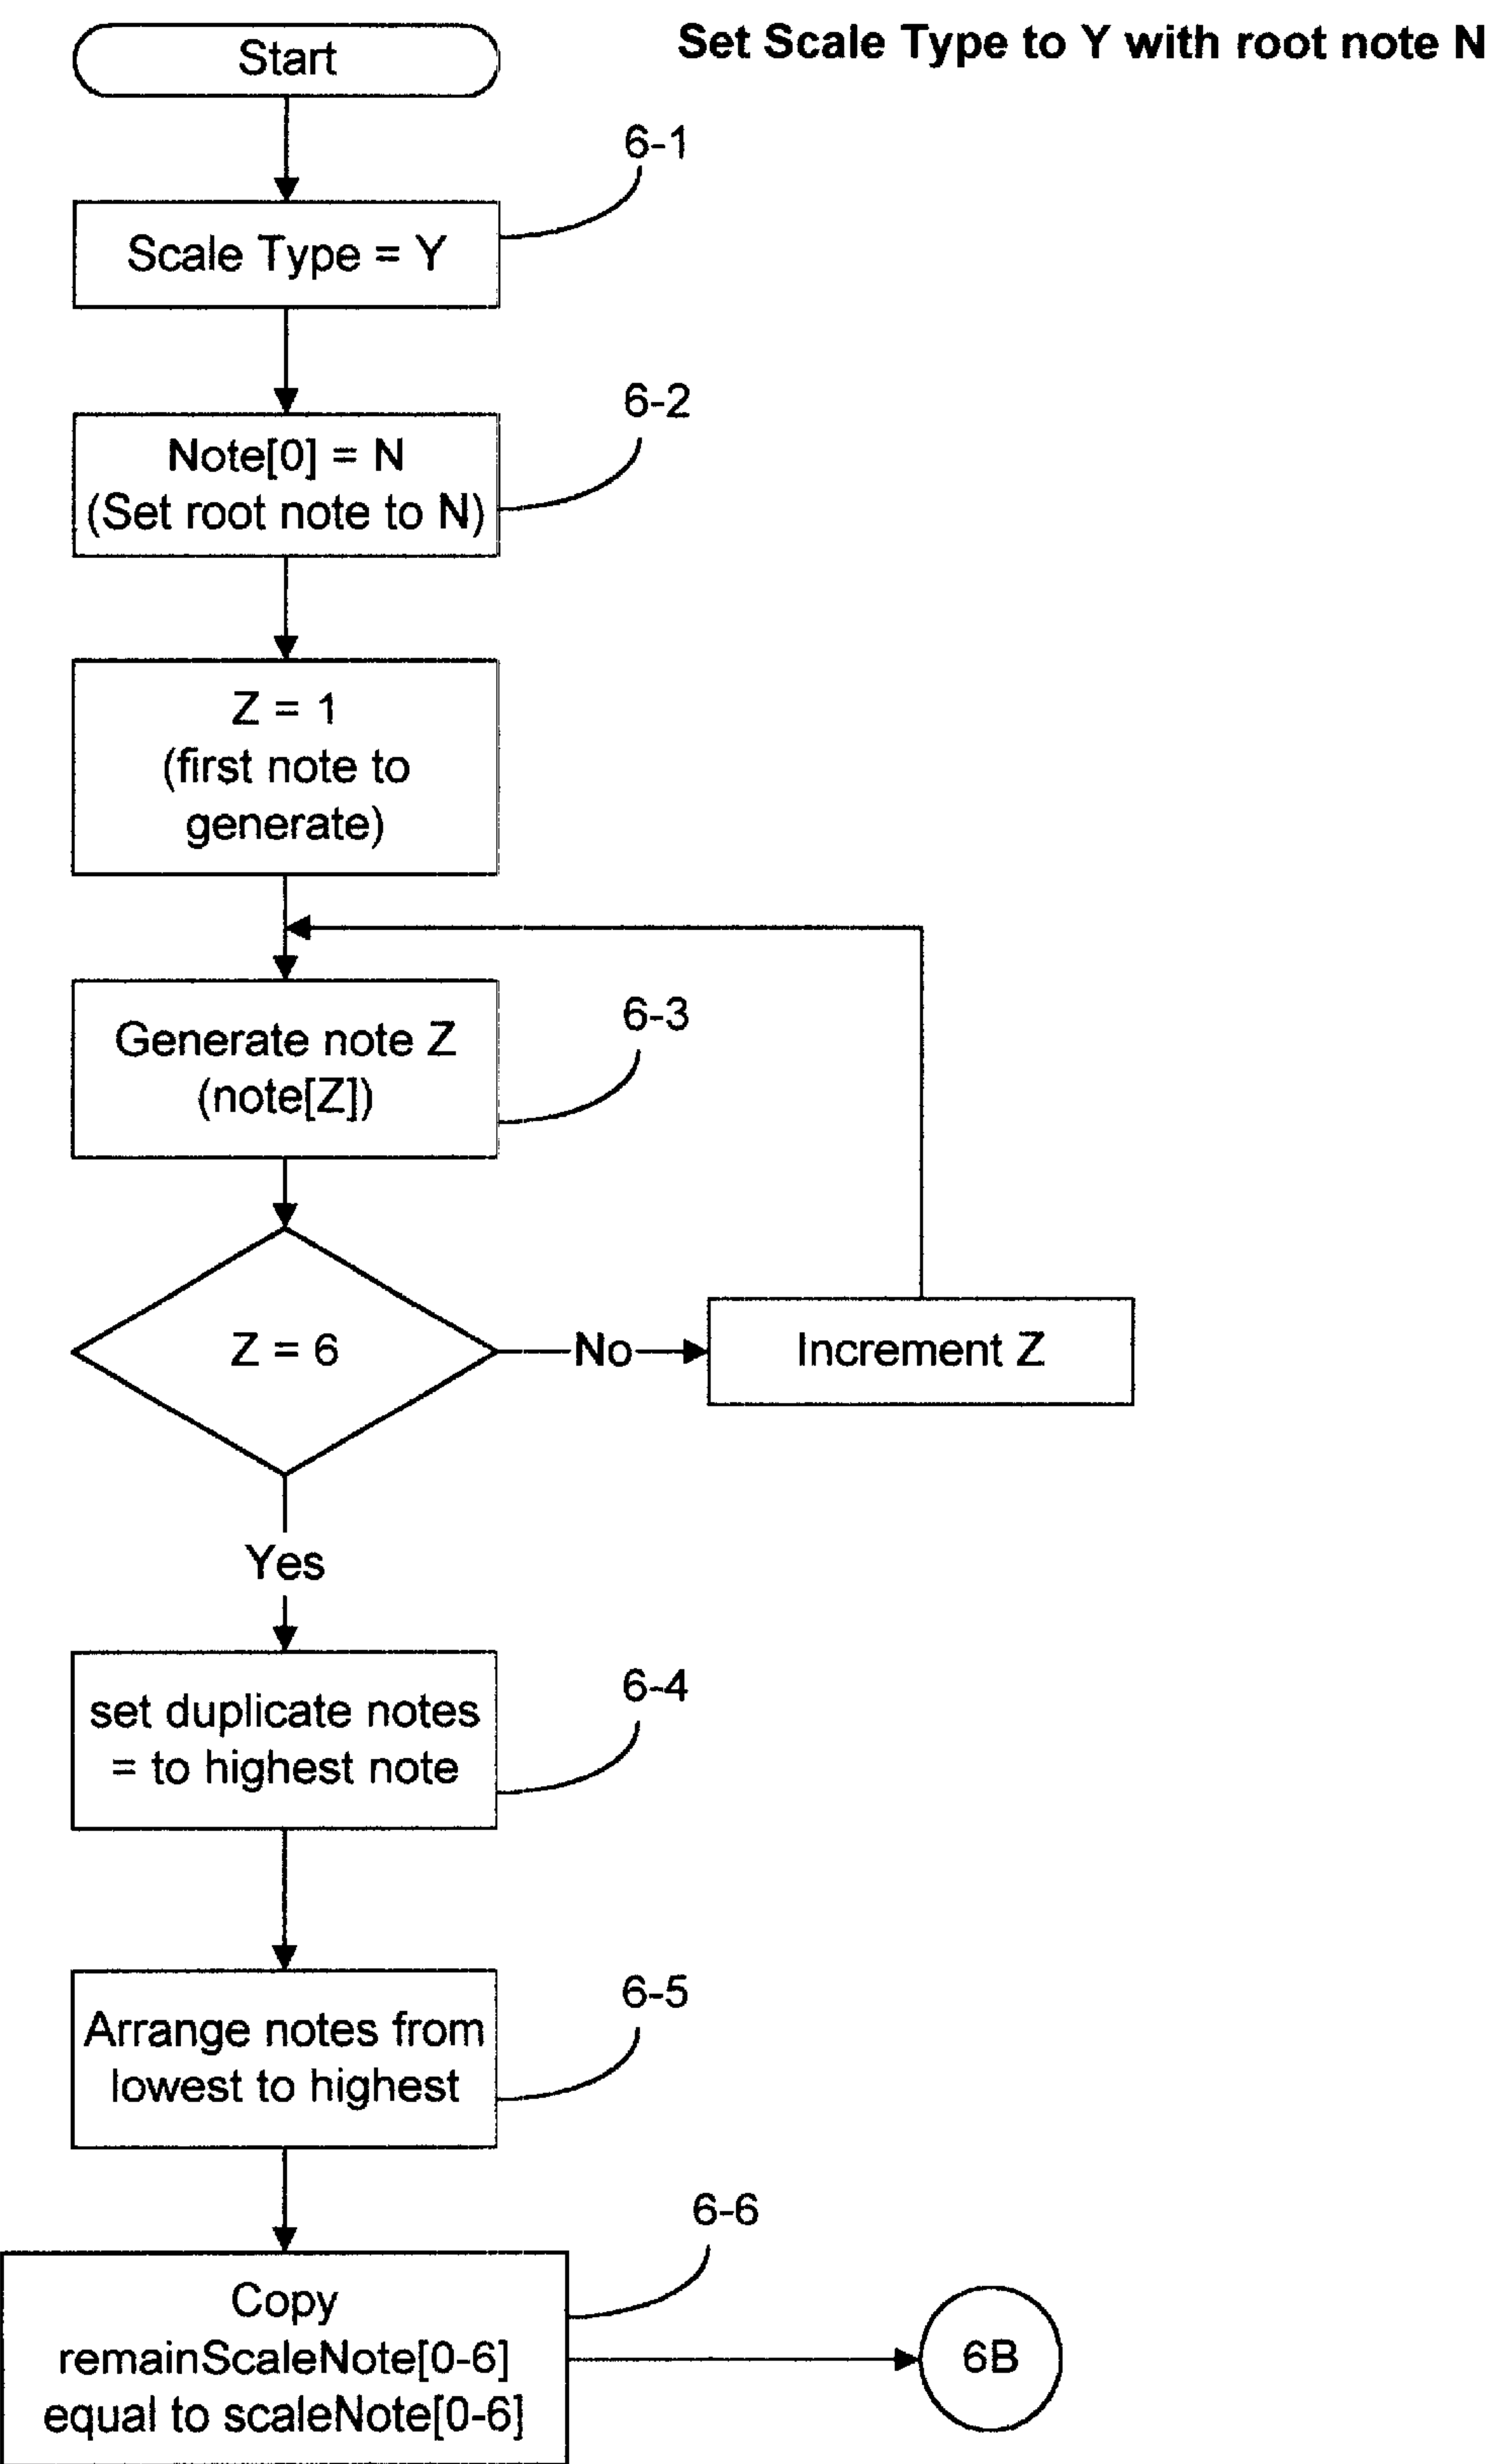 Set Scale Type to Y with root note N
Start
6-1
Scale Type = Y
6-2
Note[0] = N
(Set root note to N)
Z = 1
(first note to
generate)
6-3
Generate note Z
(note[Z])
Z = 6
No
Increment Z
Yes
6-4
set duplicate notes
= to highest note
6-5
Arrange notes from
lowest to highest
6-6
Copy
remainScaleNote[0-6]
equal to scaleNote[0-6]
6B